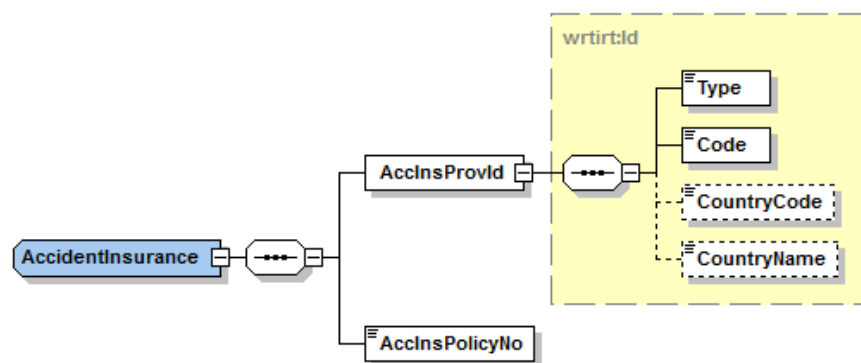 wrtirt:Id
Type
Code
AccInsProvId
CountryCode
CountryName
AccidentInsurance
AccInsPolicyNo